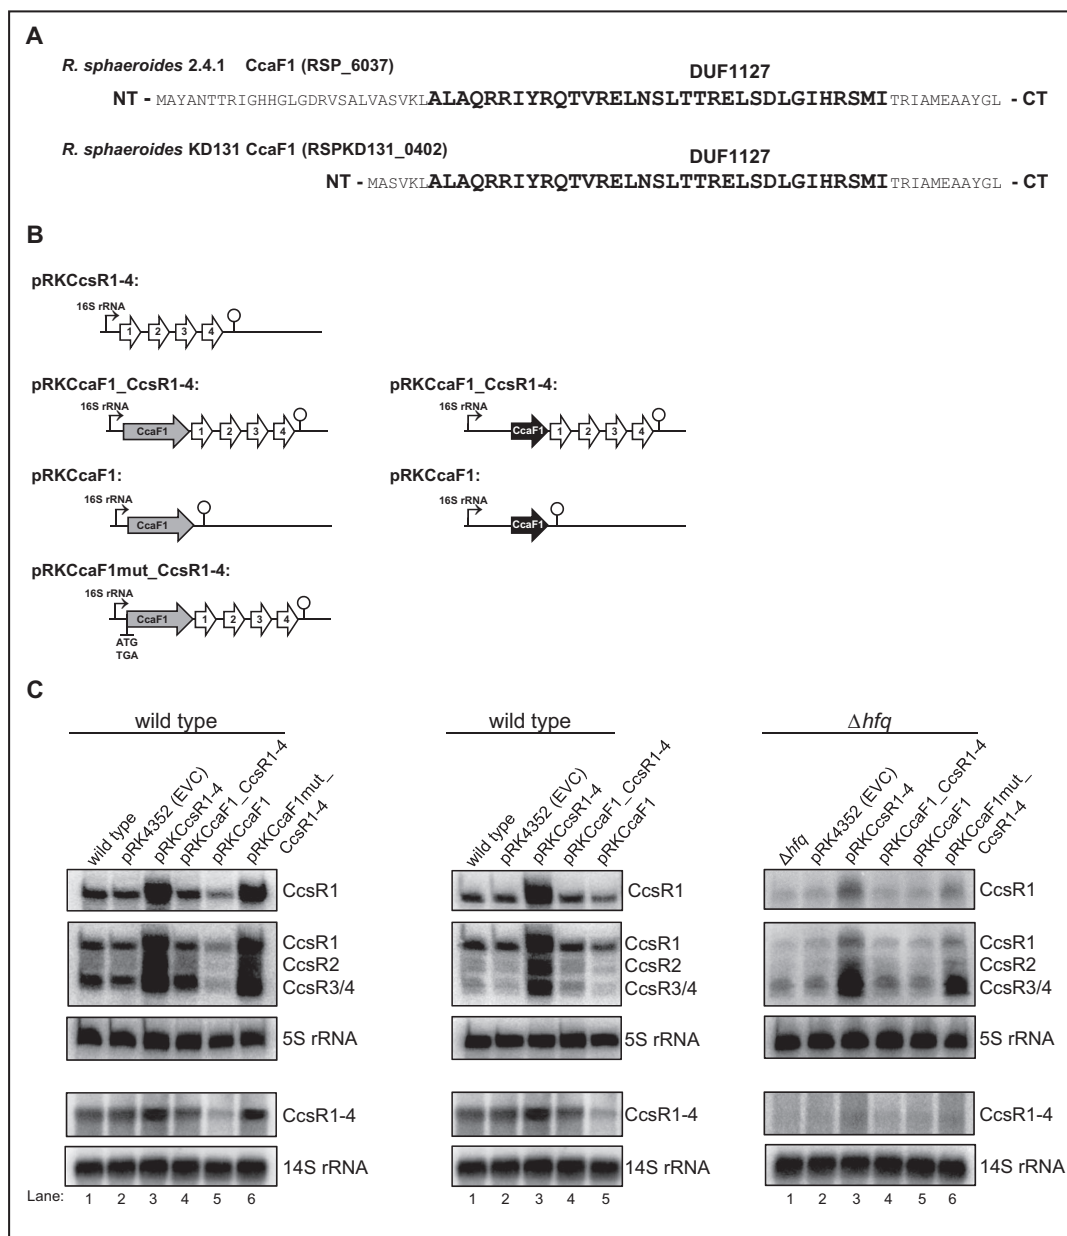 A
R. sphaeroides 2.4.1 CcaF1 (RSP_6037)
DUF1127
NT - MAYANTTRIGHHGLGDRVSALVASVKLALAQRRIYRQTVRELNSLTTRELSDLGIHRSMITRIAMEAAYGL - CT
R. sphaeroides KD131 CcaF1 (RSPKD131_0402)
DUF1127
NT - MASVKLALAQRRIYRQTVRELNSLTTRELSDLGIHRSMITRIAMEAAYGL - CT
B
pRKCcsR1-4:
16S rRNA
1 2 3 4
pRKCcaF1_CcsR1-4: pRKCcaF1_CcsR1-4:
16S rRNA 16S rRNA
CcaF1 1 2 3 4 CcaF1 1 2 3 4
pRKCcaF1: pRKCcaF1:
16S rRNA 16S rRNA
CcaF1 CcaF1
pRKCcaF1mut_CcsR1-4:
16S rRNA
CcaF1 1 2 3 4
ATG
TGA
C
wild type wild type Δhfq
wild type pRK4352 (EVC) pRKCcsR1-4 pRKCcaF1_CcsR1-4 pRKCcaF1 pRKCcaF1mut_CcsR1-4
wild type pRK4352 (EVC) pRKCcsR1-4 pRKCcaF1_CcsR1-4 pRKCcaF1
Δhfq pRK4352 (EVC) pRKCcsR1-4 pRKCcaF1_CcsR1-4 pRKCcaF1 pRKCcaF1mut_CcsR1-4
CcsR1 CcsR1 CcsR1
CcsR1 CcsR1 CcsR1
CcsR2 CcsR2 CcsR2
CcsR3/4 CcsR3/4 CcsR3/4
5S rRNA 5S rRNA 5S rRNA
CcsR1-4 CcsR1-4 CcsR1-4
14S rRNA 14S rRNA 14S rRNA
Lane: 1 2 3 4 5 6 1 2 3 4 5 1 2 3 4 5 6